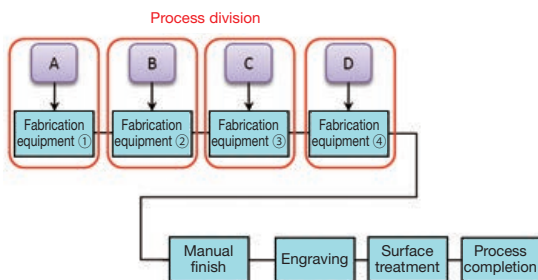 Process division
A B C D
Fabrication equipment ①
Fabrication equipment ②
Fabrication equipment ③
Fabrication equipment ④
Manual finish
Engraving
Surface treatment
Process completion